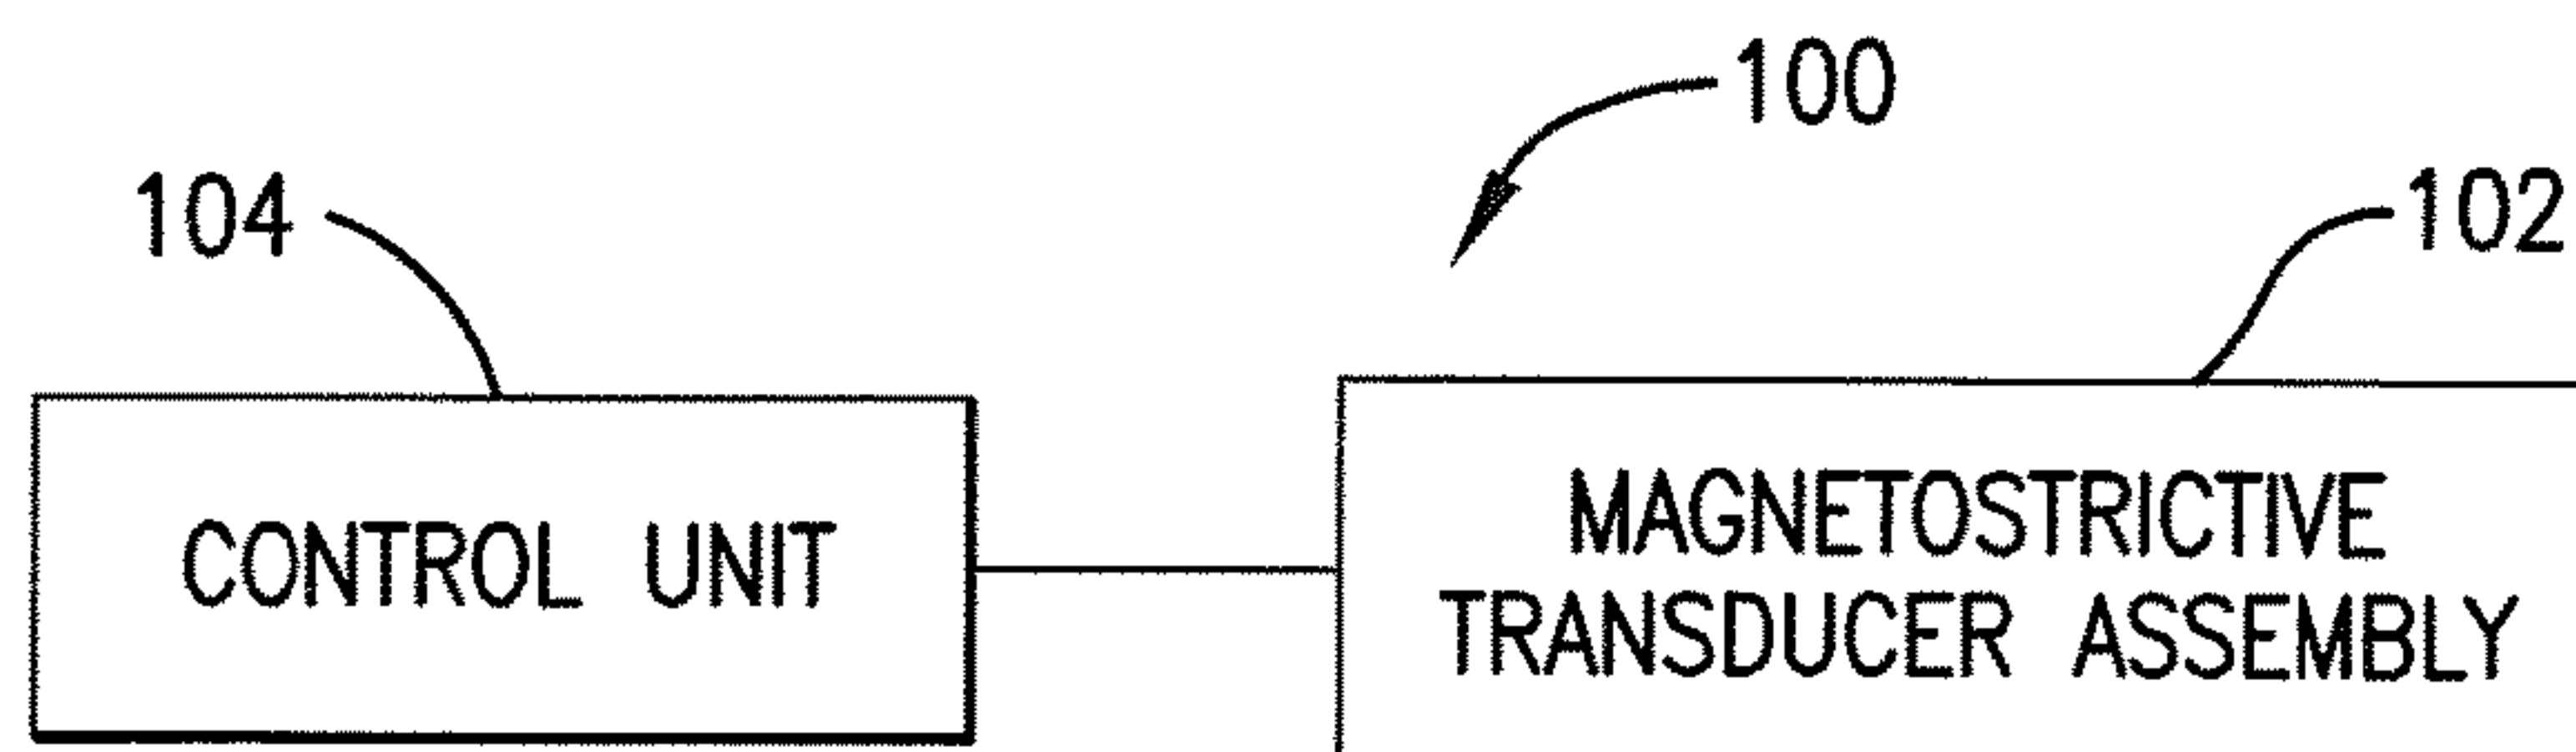 100
104
102
CONTROL UNIT
MAGNETOSTRICTIVE
TRANSDUCER ASSEMBLY